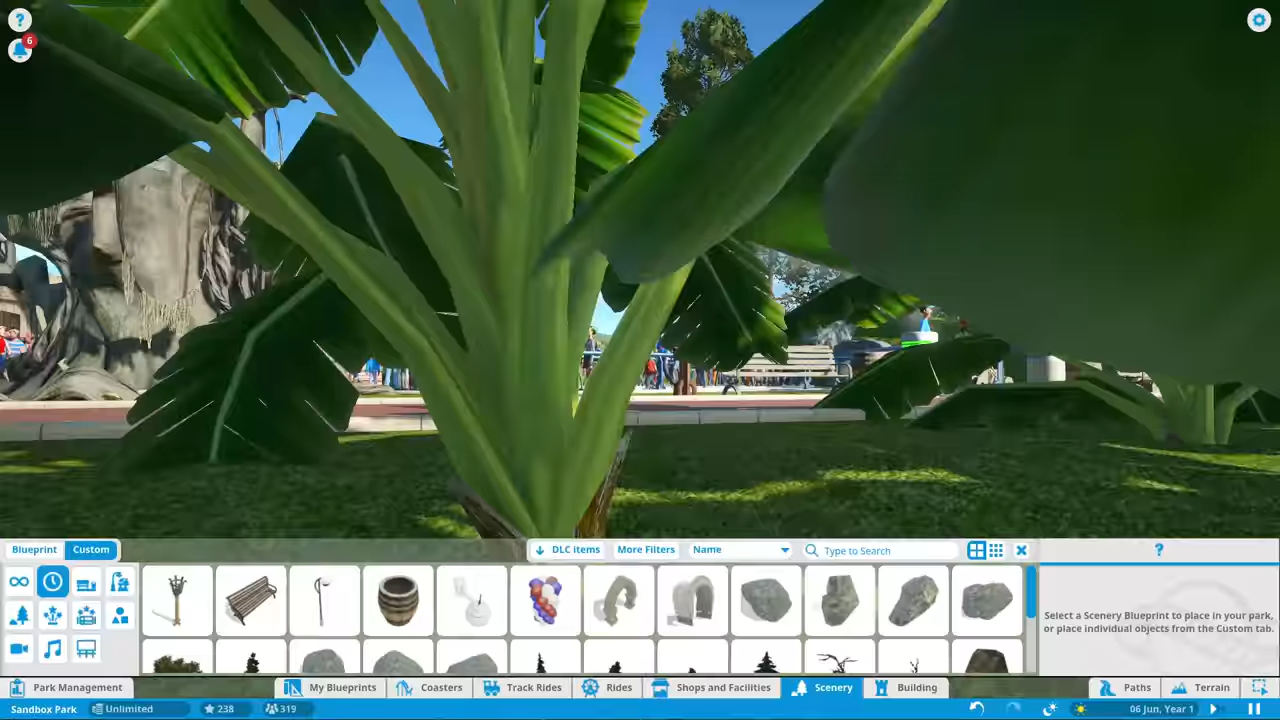 ?
6
Blueprint Custom DLC items More Filters Name Type to Search ?
Select a Scenery Blueprint to place in your park,
or place individual objects from the Custom tab.
Park Management My Blueprints Coasters Track Rides Rides Shops and Facilities Scenery Building Paths Terrain
Sandbox Park Unlimited 238 319 06 Jun, Year 1